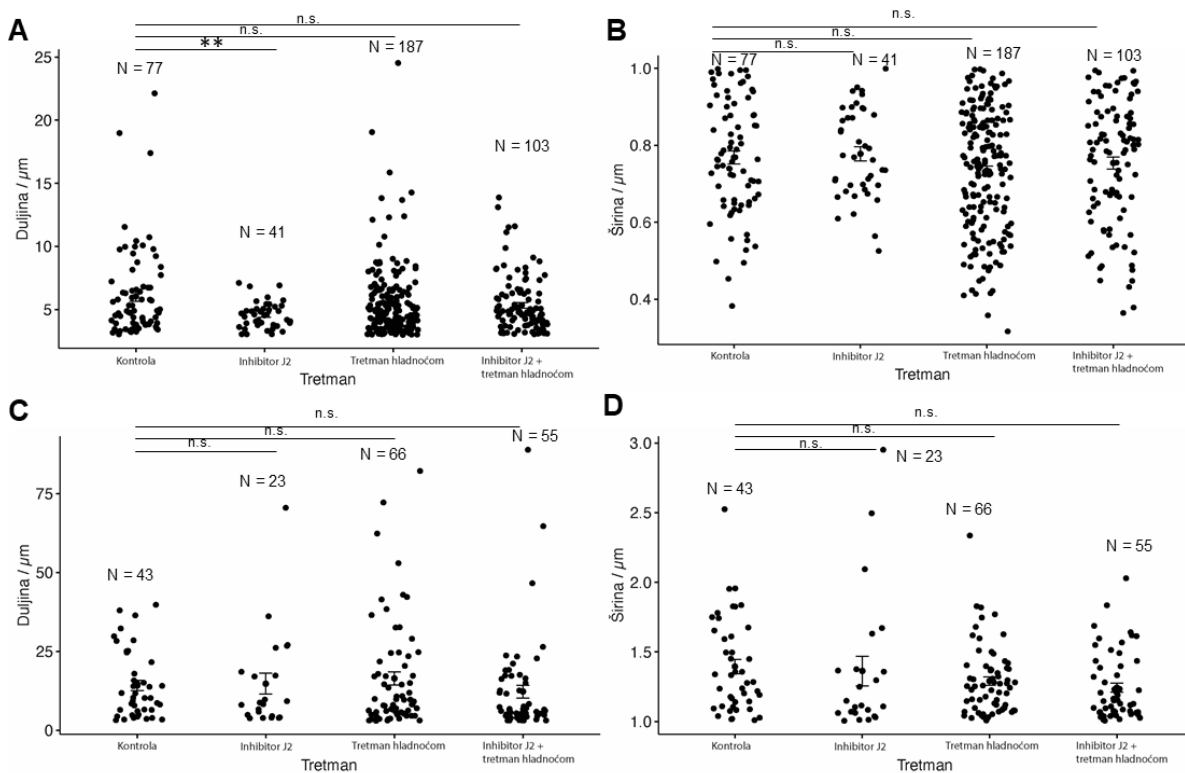 A
n.s.
n.s.
**
N = 77
N = 41
N = 187
N = 103
Duljina / µm
25
20
15
10
5
Kontrola
Inhibitor J2
Tretman hladnoćom
Inhibitor J2 +
tretman hladnoćom
Tretman
B
n.s.
n.s.
n.s.
N = 77
N = 41
N = 187
N = 103
Širina / µm
1.0
0.8
0.6
0.4
Kontrola
Inhibitor J2
Tretman hladnoćom
Inhibitor J2 +
tretman hladnoćom
Tretman
C
n.s.
n.s.
n.s.
N = 43
N = 23
N = 66
N = 55
Duljina / µm
75
50
25
0
Kontrola
Inhibitor J2
Tretman hladnoćom
Inhibitor J2 +
tretman hladnoćom
Tretman
D
n.s.
n.s.
n.s.
N = 43
N = 23
N = 66
N = 55
Širina / µm
3.0
2.5
2.0
1.5
1.0
Kontrola
Inhibitor J2
Tretman hladnoćom
Inhibitor J2 +
tretman hladnoćom
Tretman